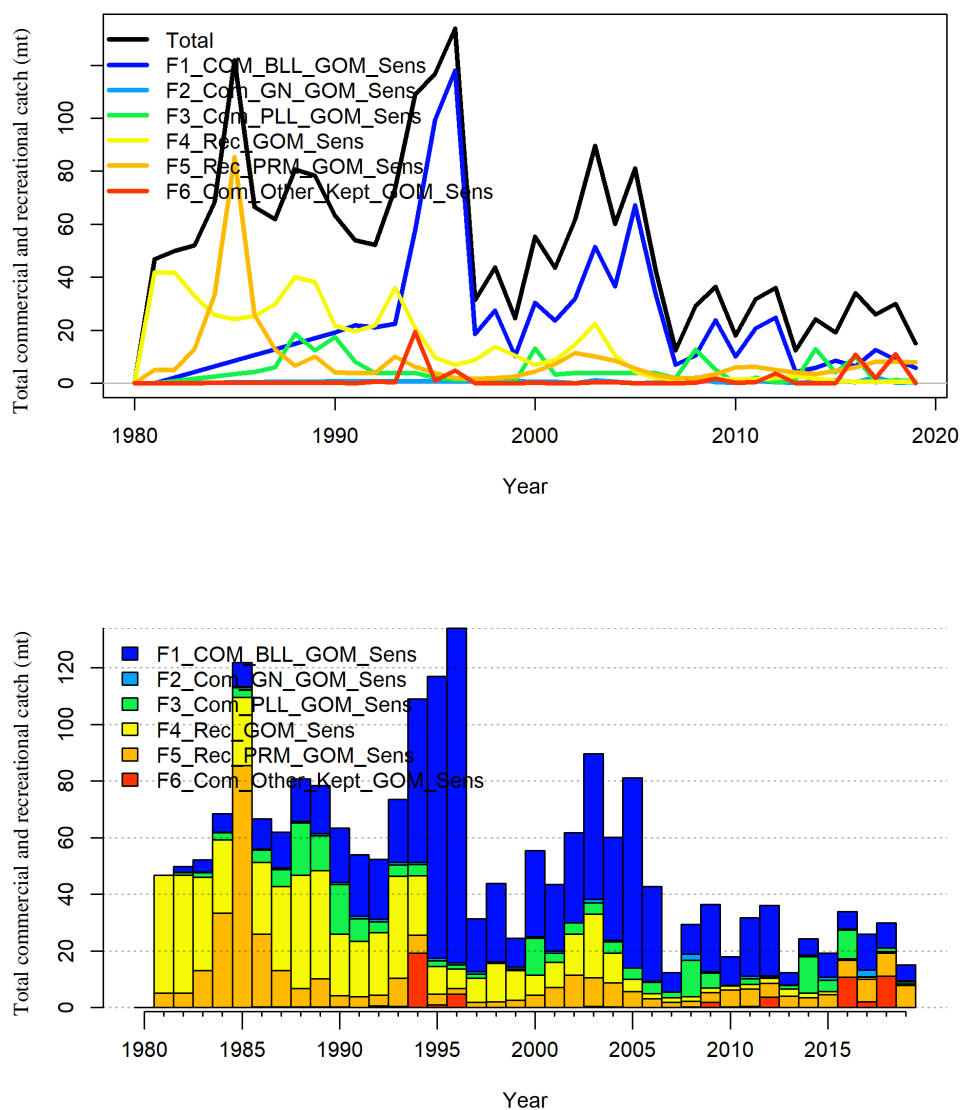 Total commercial and recreational catch (mt)
Total
F1_COM_BLL_GOM_Sens
F2_Com_GN_GOM_Sens
F3_Com_PLL_GOM_Sens
F4_Rec_GOM_Sens
F5_Rec_PRM_GOM_Sens
F6_Com_Other_Kept_GOM_Sens
100
80
60
40
20
0
1980 1990 2000 2010 2020
Year
Total commercial and recreational catch (mt)
F1_COM_BLL_GOM_Sens
F2_Com_GN_GOM_Sens
F3_Com_PLL_GOM_Sens
F4_Rec_GOM_Sens
F5_Rec_PRM_GOM_Sens
F6_Com_Other_Kept_GOM_Sens
120
100
80
60
40
20
0
1980 1985 1990 1995 2000 2005 2010 2015
Year